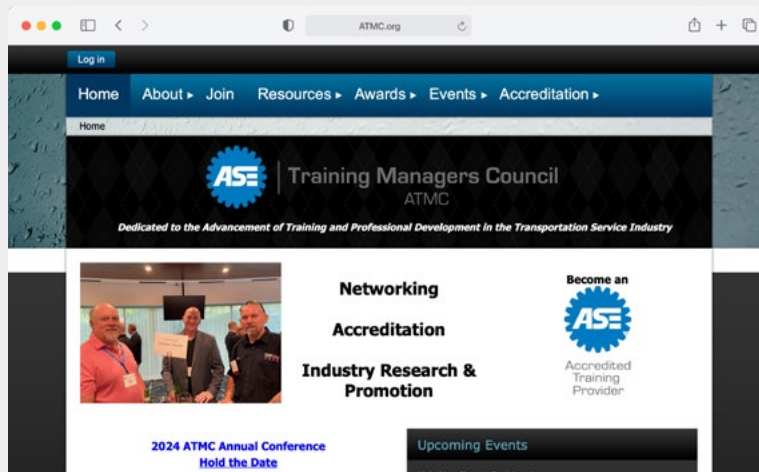 ATMC.org
Log in
Home About Join Resources Awards Events Accreditation
Home
ASE Training Managers Council
ATMC
Dedicated to the Advancement of Training and Professional Development in the Transportation Service Industry
Networking
Accreditation
Industry Research &
Promotion
Become an
ASE
Accredited
Training
Provider
2024 ATMC Annual Conference
Hold the Date
Upcoming Events